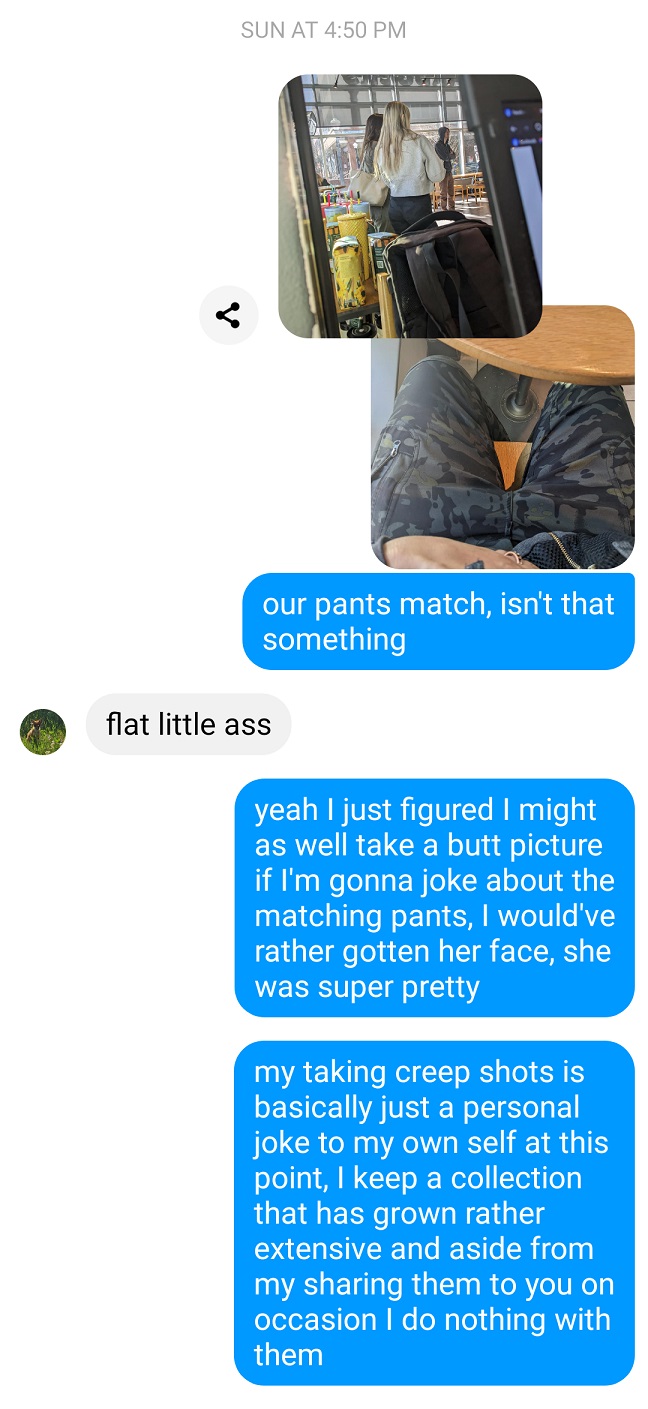 SUN AT 4:50 PM
our pants match, isn't that
something
flat little ass
yeah I just figured I might
as well take a butt picture
if I'm gonna joke about the
matching pants, I would've
rather gotten her face, she
was super pretty
my taking creep shots is
basically just a personal
joke to my own self at this
point, I keep a collection
that has grown rather
extensive and aside from
my sharing them to you on
occasion I do nothing with
them